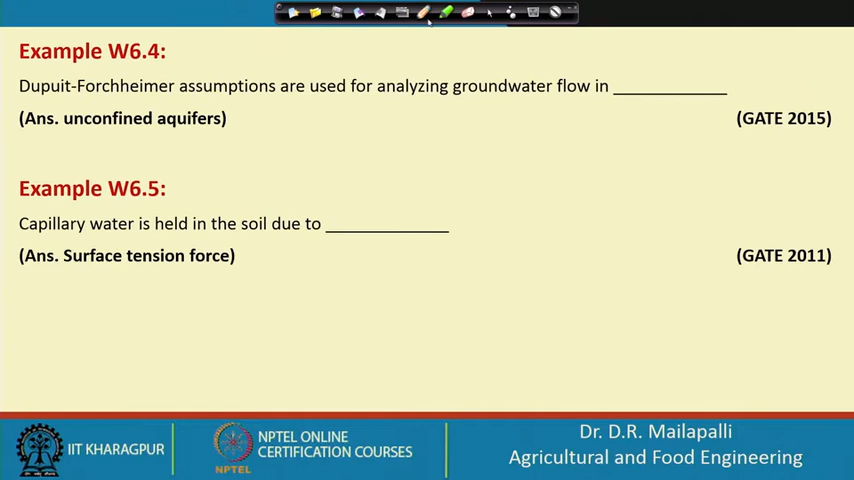 Example W6.4:
Dupuit-Forchheimer assumptions are used for analyzing groundwater flow in ____________
(Ans. unconfined aquifers) (GATE 2015)
Example W6.5:
Capillary water is held in the soil due to _____________
(Ans. Surface tension force) (GATE 2011)
IIT KHARAGPUR
NPTEL
NPTEL ONLINE
CERTIFICATION COURSES
Dr. D.R. Mailapalli
Agricultural and Food Engineering